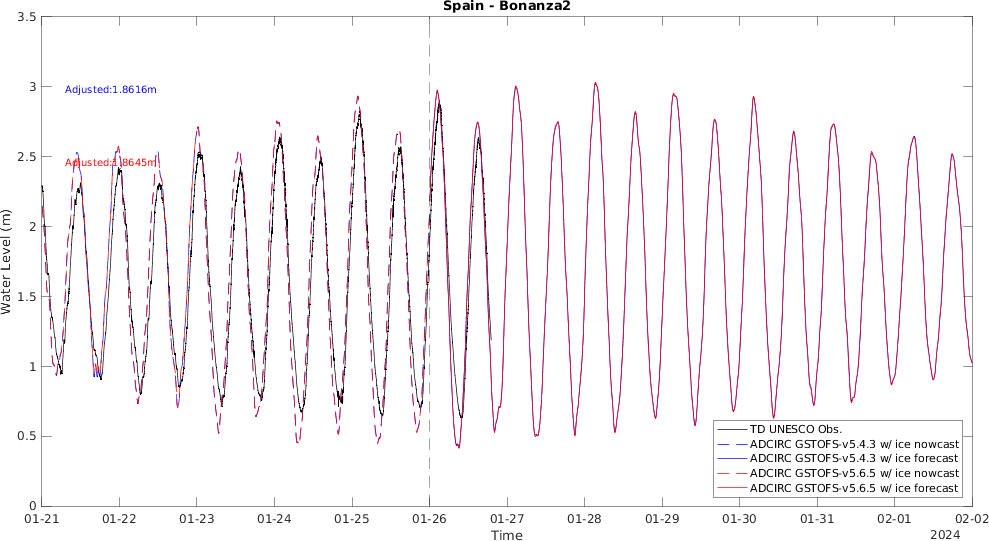 Spain - Bonanza2
3.5
3
2.5
2
1.5
1
0.5
0
Water Level (m)
Adjusted:1.8616m
Adjusted:1.8645m
TD UNESCO Obs.
ADCIRC GSTOFS-v5.4.3 w/ ice nowcast
ADCIRC GSTOFS-v5.4.3 w/ ice forecast
ADCIRC GSTOFS-v5.6.5 w/ ice nowcast
ADCIRC GSTOFS-v5.6.5 w/ ice forecast
01-21 01-22 01-23 01-24 01-25 01-26 01-27 01-28 01-29 01-30 01-31 02-01 02-02
Time
2024